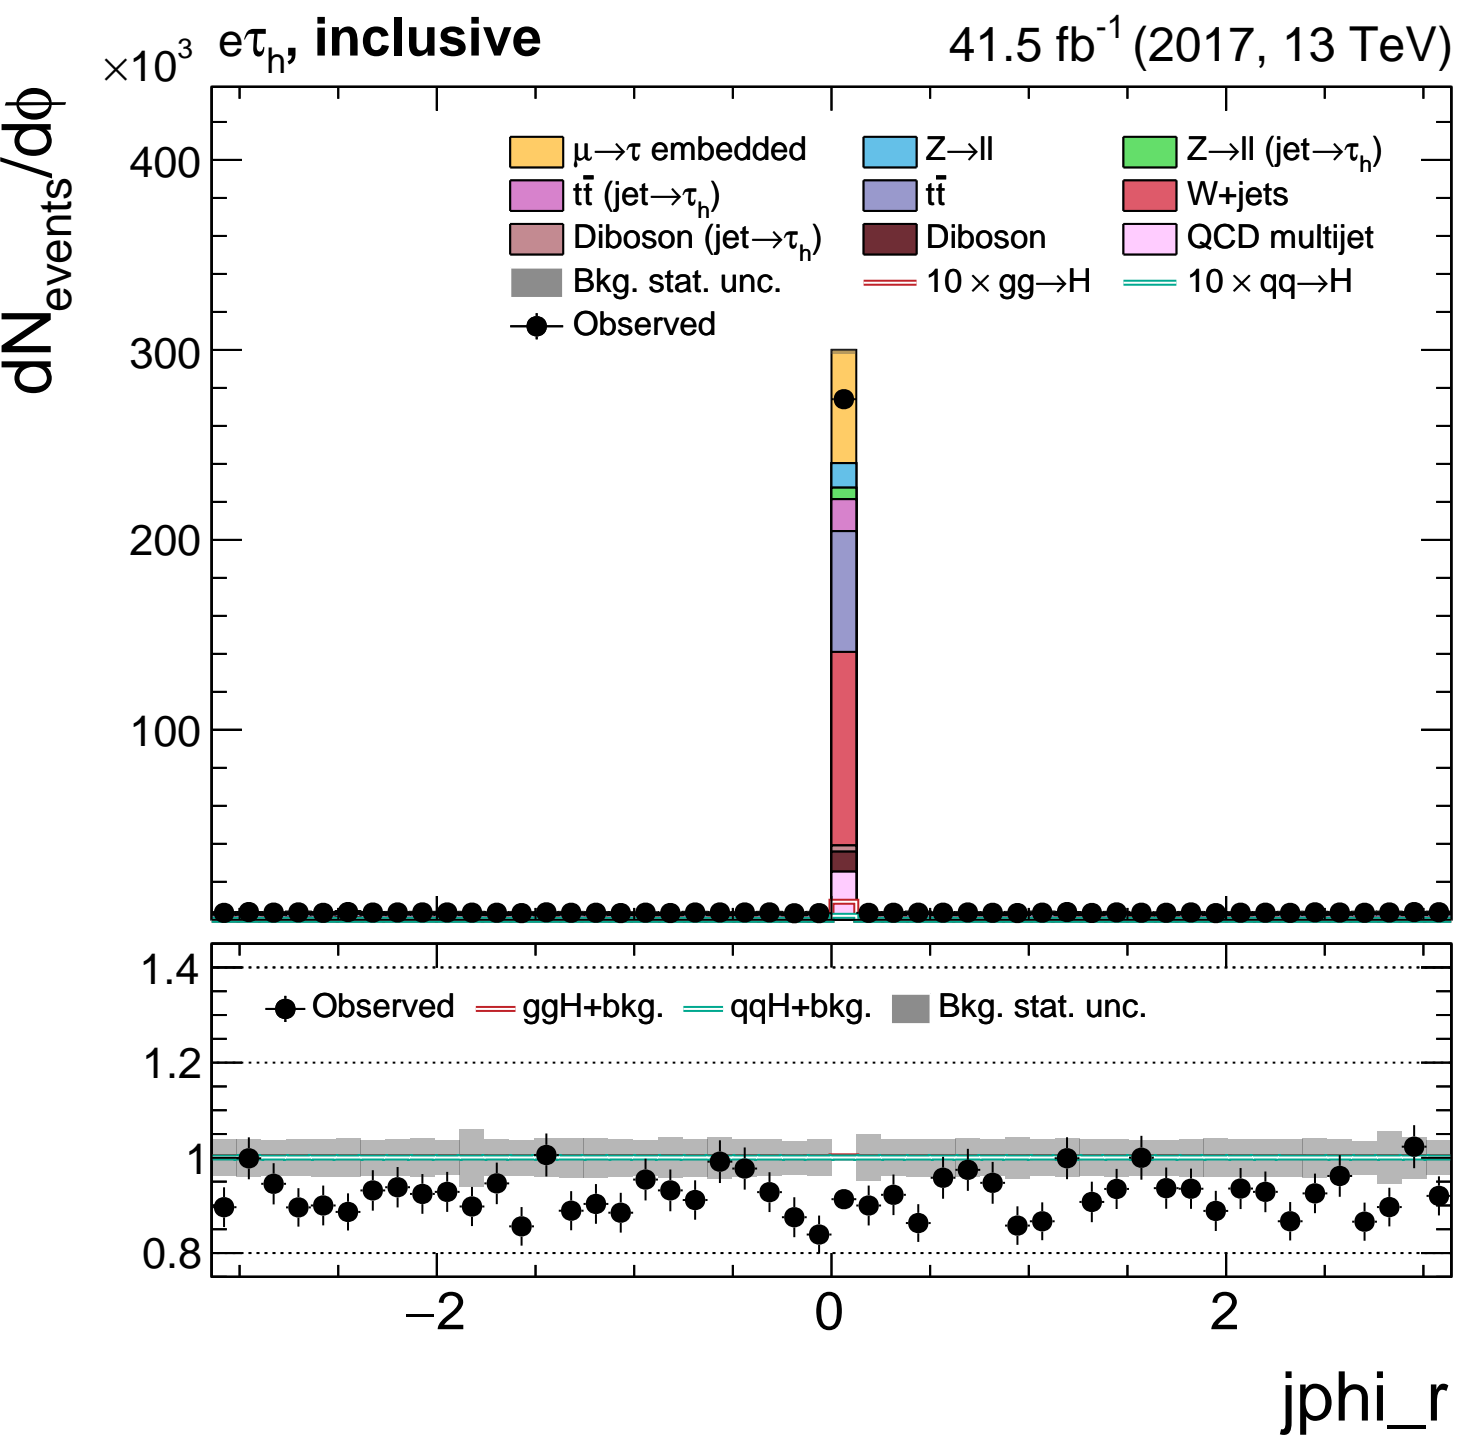 ×10³ eτₕ, inclusive 41.5 fb⁻¹ (2017, 13 TeV)
dN_events/dϕ
400
300
200
100
μ→τ embedded Z→ll Z→ll (jet→τₕ)
tt̄ (jet→τₕ) tt̄ W+jets
Diboson (jet→τₕ) Diboson QCD multijet
Bkg. stat. unc. 10 × gg→H 10 × qq→H
Observed
1.4
1.2
1
0.8
Observed ggH+bkg. qqH+bkg. Bkg. stat. unc.
−2 0 2
jphi_r